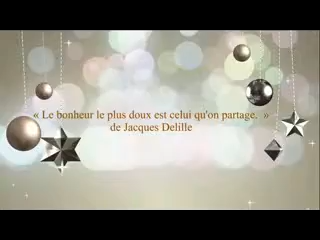 « Le bonheur le plus doux est celui qu'on partage. »
de Jacques Delille